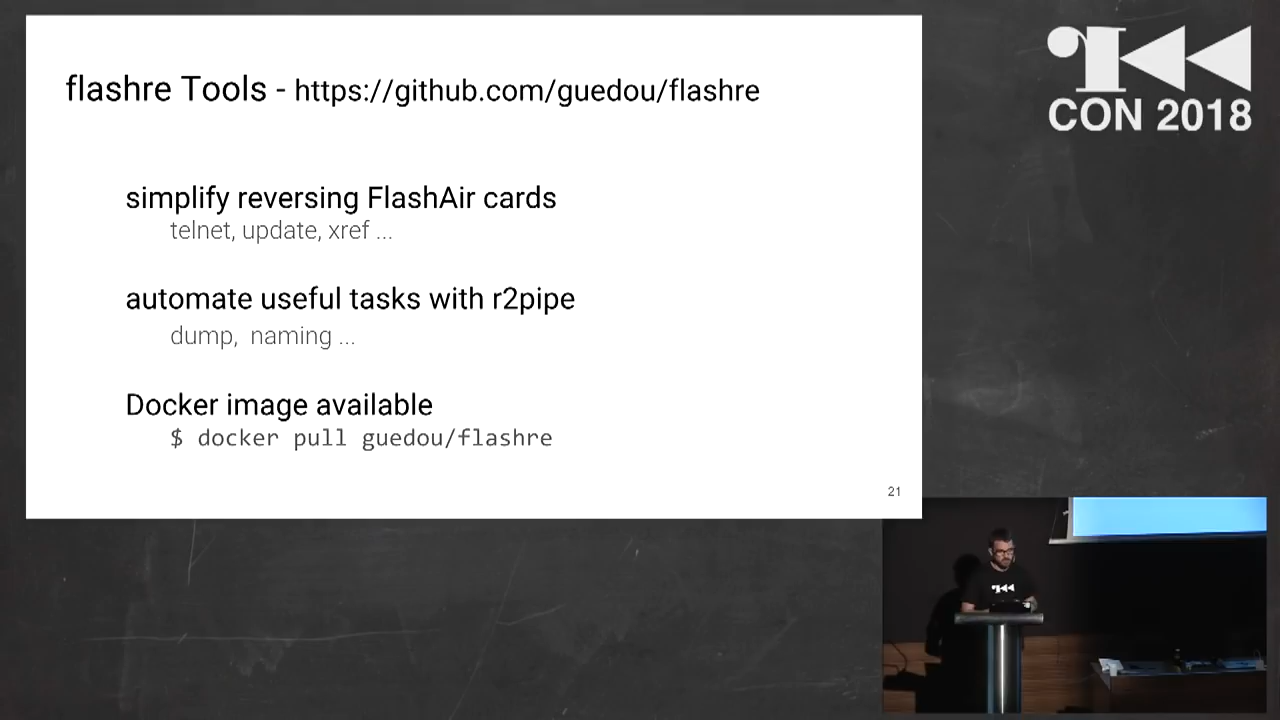 flashre Tools - https://github.com/guedou/flashre
simplify reversing FlashAir cards
telnet, update, xref ...
automate useful tasks with r2pipe
dump, naming ...
Docker image available
$ docker pull guedou/flashre
21
CON 2018